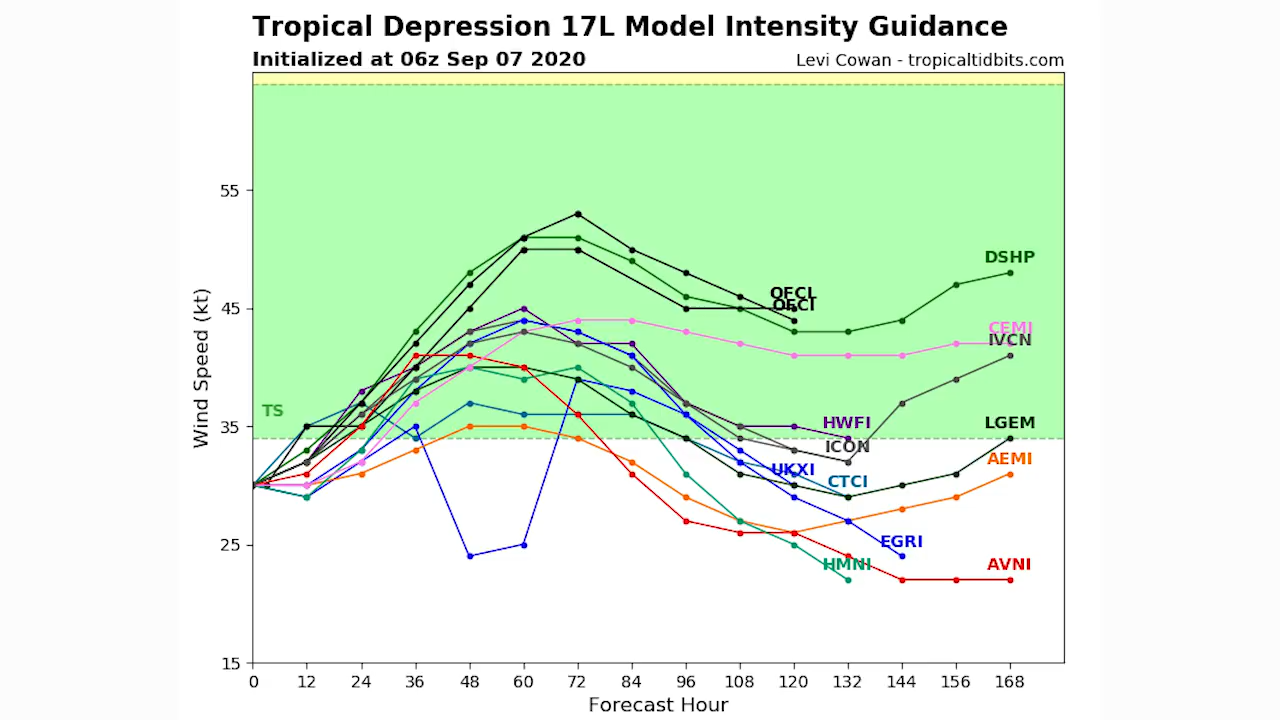 Tropical Depression 17L Model Intensity Guidance
Initialized at 06z Sep 07 2020
Levi Cowan - tropicaltidbits.com
Wind Speed (kt)
55
45
35
25
15
TS
DSHP
OFCL
OFCI
CEMI
IVCN
HWFI
LGEM
ICON
AEMI
UKXI
CTCI
EGRI
HMNI
AVNI
0 12 24 36 48 60 72 84 96 108 120 132 144 156 168
Forecast Hour